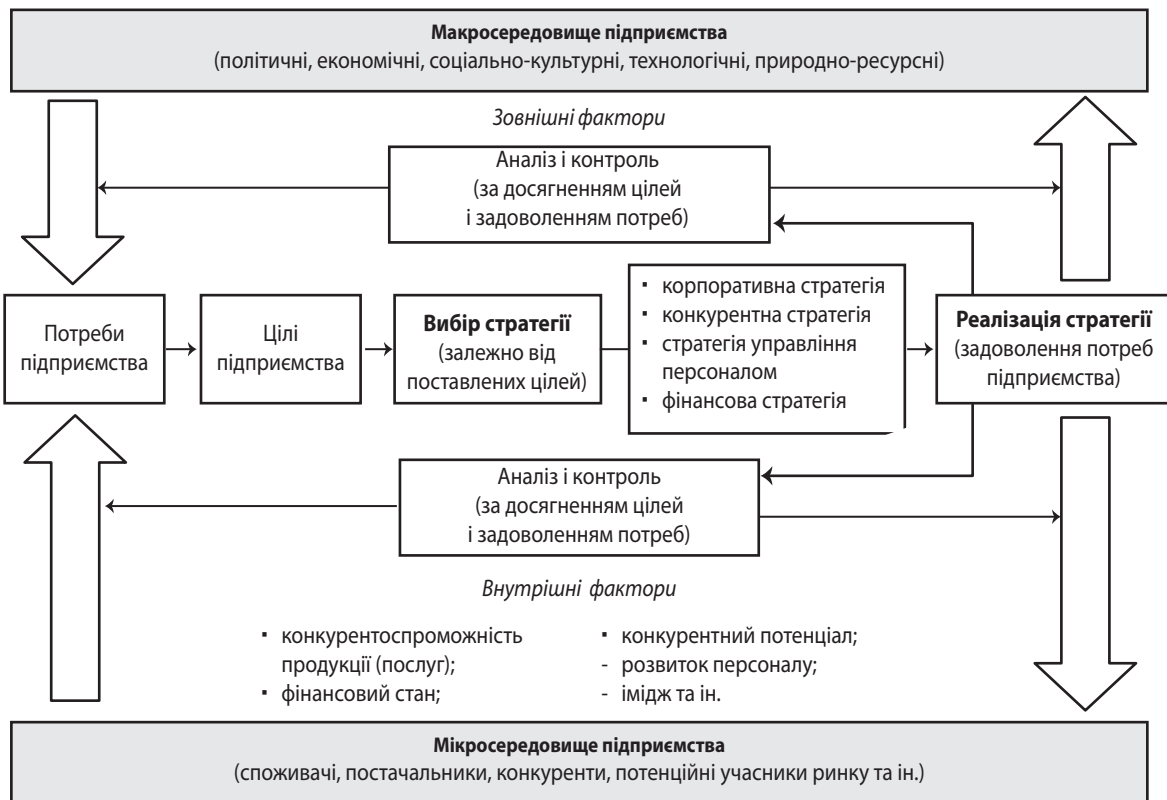 Макросередовище підприємства
(політичні, економічні, соціально-культурні, технологічні, природно-ресурсні)
Зовнішні фактори
Аналіз і контроль
(за досягненням цілей
і задоволенням потреб)
Потреби
підприємства
Цілі
підприємства
Вибір стратегії
(залежно від
поставлених цілей)
▪ корпоративна стратегія
▪ конкурентна стратегія
▪ стратегія управління
персоналом
▪ фінансова стратегія
Реалізація стратегії
(задоволення потреб
підприємства)
Аналіз і контроль
(за досягненням цілей
і задоволенням потреб)
Внутрішні фактори
▪ конкурентоспроможність
продукції (послуг);
▪ фінансовий стан;
▪ конкурентний потенціал;
- розвиток персоналу;
- імідж та ін.
Мікросередовище підприємства
(споживачі, постачальники, конкуренти, потенційні учасники ринку та ін.)